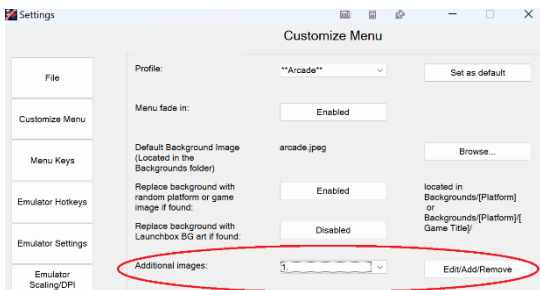 Settings
Customize Menu
File
Customize Menu
Menu Keys
Emulator Hotkeys
Emulator Settings
Emulator
Scaling/DPI
Profile:
**Arcade**
Set as default
Menu fade in:
Enabled
Default Background Image
(Located in the
Backgrounds folder)
arcade.jpeg
Browse...
Replace background with
random platform or game
image if found:
Enabled
located in
Backgrounds/[Platform]
or
Backgrounds/[Platform]/[
Game Title]/
Replace background with
Launchbox BG art if found:
Disabled
Additional images:
1.
Edit/Add/Remove